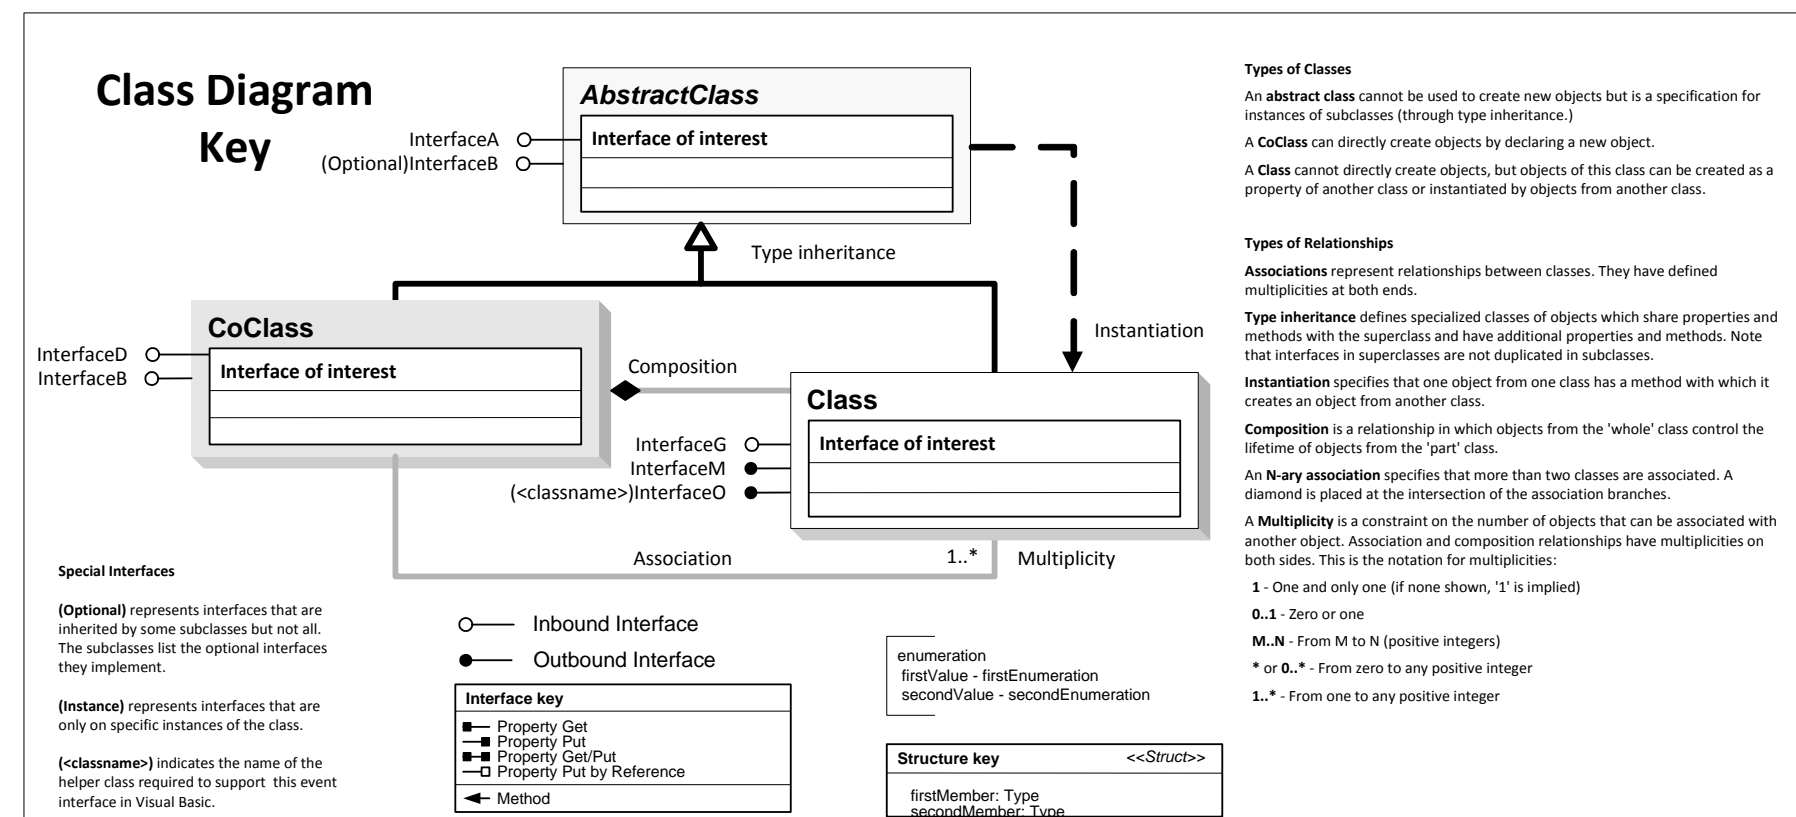 Class Diagram
Key
AbstractClass
Interface of interest
InterfaceA
(Optional)InterfaceB
Type inheritance
CoClass
Interface of interest
InterfaceD
InterfaceB
Composition
Instantiation
Class
Interface of interest
InterfaceG
InterfaceM
(<classname>)InterfaceO
Association
1..*
Multiplicity
Special Interfaces
(Optional) represents interfaces that are
inherited by some subclasses but not all.
The subclasses list the optional interfaces
they implement.
(Instance) represents interfaces that are
only on specific instances of the class.
(<classname>) indicates the name of the
helper class required to support this event
interface in Visual Basic.
Inbound Interface
Outbound Interface
Interface key
Property Get
Property Put
Property Get/Put
Property Put by Reference
Method
enumeration
firstValue - firstEnumeration
secondValue - secondEnumeration
Structure key <<Struct>>
firstMember: Type
secondMember: Type
Types of Classes
An abstract class cannot be used to create new objects but is a specification for
instances of subclasses (through type inheritance.)
A CoClass can directly create objects by declaring a new object.
A Class cannot directly create objects, but objects of this class can be created as a
property of another class or instantiated by objects from another class.
Types of Relationships
Associations represent relationships between classes. They have defined
multiplicities at both ends.
Type inheritance defines specialized classes of objects which share properties and
methods with the superclass and have additional properties and methods. Note
that interfaces in superclasses are not duplicated in subclasses.
Instantiation specifies that one object from one class has a method with which it
creates an object from another class.
Composition is a relationship in which objects from the 'whole' class control the
lifetime of objects from the 'part' class.
An N-ary association specifies that more than two classes are associated. A
diamond is placed at the intersection of the association branches.
A Multiplicity is a constraint on the number of objects that can be associated with
another object. Association and composition relationships have multiplicities on
both sides. This is the notation for multiplicities:
1 - One and only one (if none shown, '1' is implied)
0..1 - Zero or one
M..N - From M to N (positive integers)
* or 0..* - From zero to any positive integer
1..* - From one to any positive integer